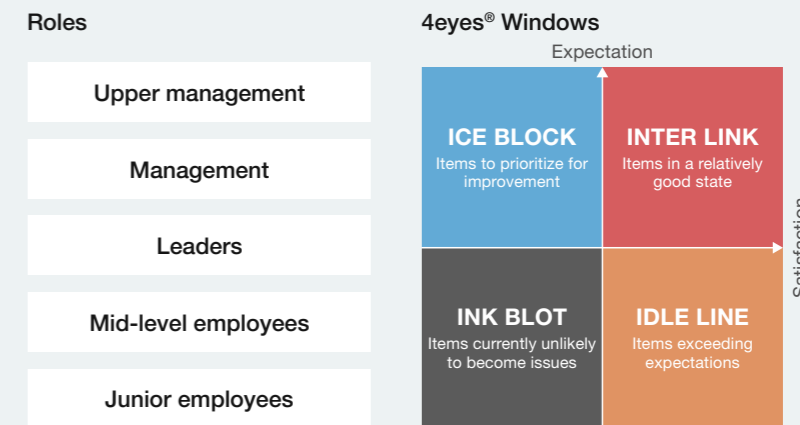 Roles
Upper management
Management
Leaders
Mid-level employees
Junior employees
4eyes® Windows
Expectation
ICE BLOCK
Items to prioritize for
improvement
INTER LINK
Items in a relatively
good state
Satisfaction
INK BLOT
Items currently unlikely
to become issues
IDLE LINE
Items exceeding
expectations